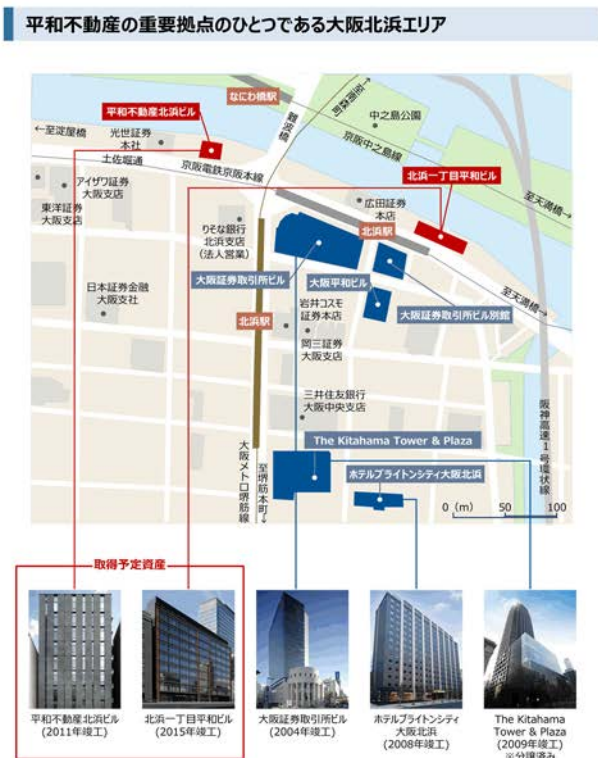 平和不動産の重要拠点のひとつである大阪北浜エリア
なにわ橋駅
平和不動産北浜ビル
←至淀屋橋
光世証券
本社
土佐堀通
京阪電鉄京阪本線
難波橋
中之島公園
京阪中之島線
至天満橋→
北浜一丁目平和ビル
アイザワ証券
大阪支店
東洋証券
大阪支店
りそな銀行
北浜支店
(法人営業)
広田証券
本店
北浜駅
大阪証券取引所ビル
大阪平和ビル
大阪証券取引所ビル別館
至天満橋→
日本証券金融
大阪支社
北浜駅
岩井コスモ
証券本店
岡三証券
大阪支店
三井住友銀行
大阪中央支店
The Kitahama Tower & Plaza
ホテルブライトンシティ大阪北浜
大阪メトロ堺筋線
至堺筋本町→
阪神高速1号環状線
0 (m) 50 100
取得予定資産
平和不動産北浜ビル
(2011年竣工)
北浜一丁目平和ビル
(2015年竣工)
大阪証券取引所ビル
(2004年竣工)
ホテルブライトンシティ
大阪北浜
(2008年竣工)
The Kitahama
Tower & Plaza
(2009年竣工)
※分譲済み